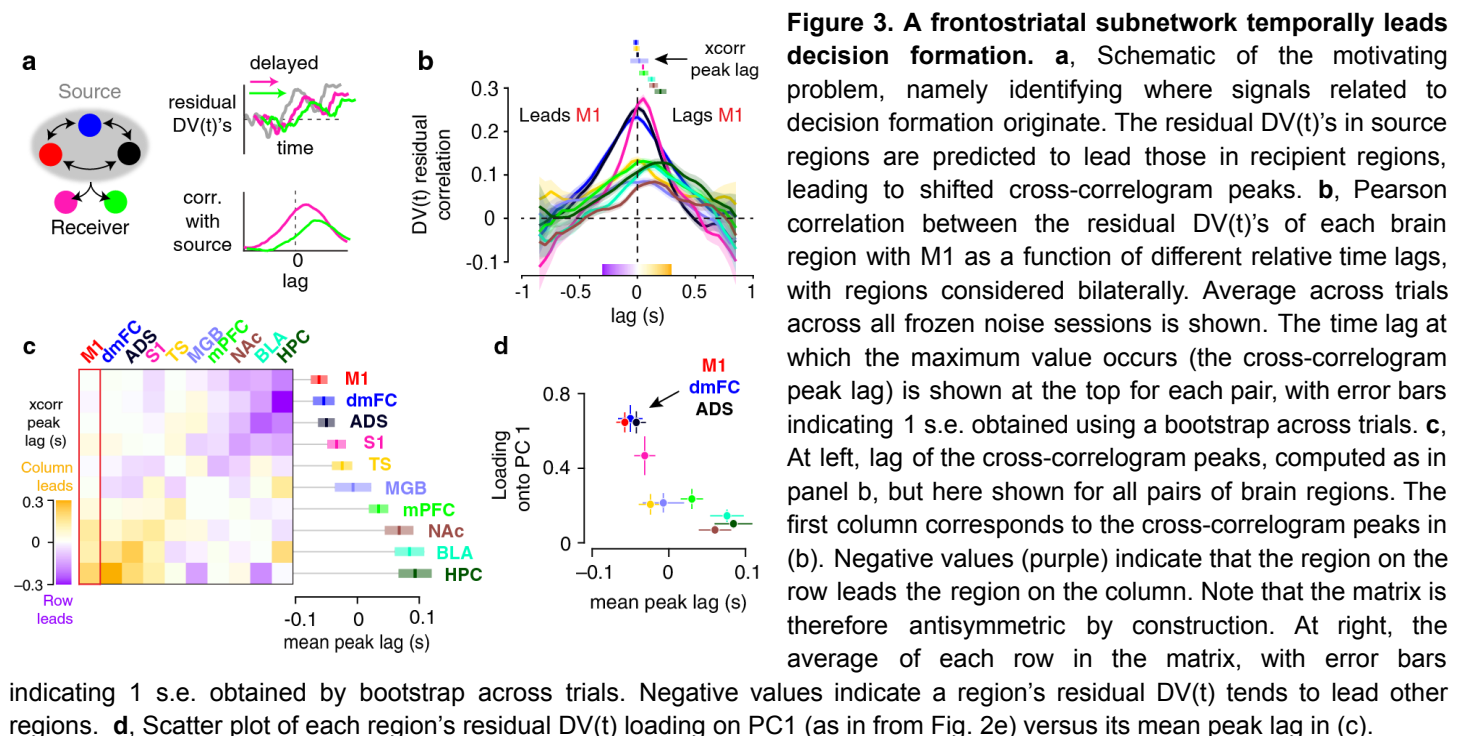 a
Source
Receiver
delayed
residual
DV(t)'s
time
corr.
with
source
0
lag
b
xcorr
peak lag
DV(t) residual
correlation
0.3
0.2
0.1
0
-0.1
Leads M1
Lags M1
-1
-0.5
0
0.5
1
lag (s)
c
M1
dmFC
ADS
S1
TS
MGB
mPFC
NAc
BLA
HPC
xcorr
peak
lag (s)
Column
leads
0.3
0
−0.3
Row
leads
M1
dmFC
ADS
S1
TS
MGB
mPFC
NAc
BLA
HPC
-0.1
0
0.1
mean peak lag (s)
d
M1
dmFC
ADS
Loading
onto PC 1
0.8
0.4
0
−0.1
0
0.1
mean peak lag (s)
Figure 3. A frontostriatal subnetwork temporally leads
decision formation. a, Schematic of the motivating
problem, namely identifying where signals related to
decision formation originate. The residual DV(t)'s in source
regions are predicted to lead those in recipient regions,
leading to shifted cross-correlogram peaks. b, Pearson
correlation between the residual DV(t)'s of each brain
region with M1 as a function of different relative time lags,
with regions considered bilaterally. Average across trials
across all frozen noise sessions is shown. The time lag at
which the maximum value occurs (the cross-correlogram
peak lag) is shown at the top for each pair, with error bars
indicating 1 s.e. obtained using a bootstrap across trials. c,
At left, lag of the cross-correlogram peaks, computed as in
panel b, but here shown for all pairs of brain regions. The
first column corresponds to the cross-correlogram peaks in
(b). Negative values (purple) indicate that the region on the
row leads the region on the column. Note that the matrix is
therefore antisymmetric by construction. At right, the
average of each row in the matrix, with error bars
indicating 1 s.e. obtained by bootstrap across trials. Negative values indicate a region's residual DV(t) tends to lead other
regions. d, Scatter plot of each region's residual DV(t) loading on PC1 (as in from Fig. 2e) versus its mean peak lag in (c).